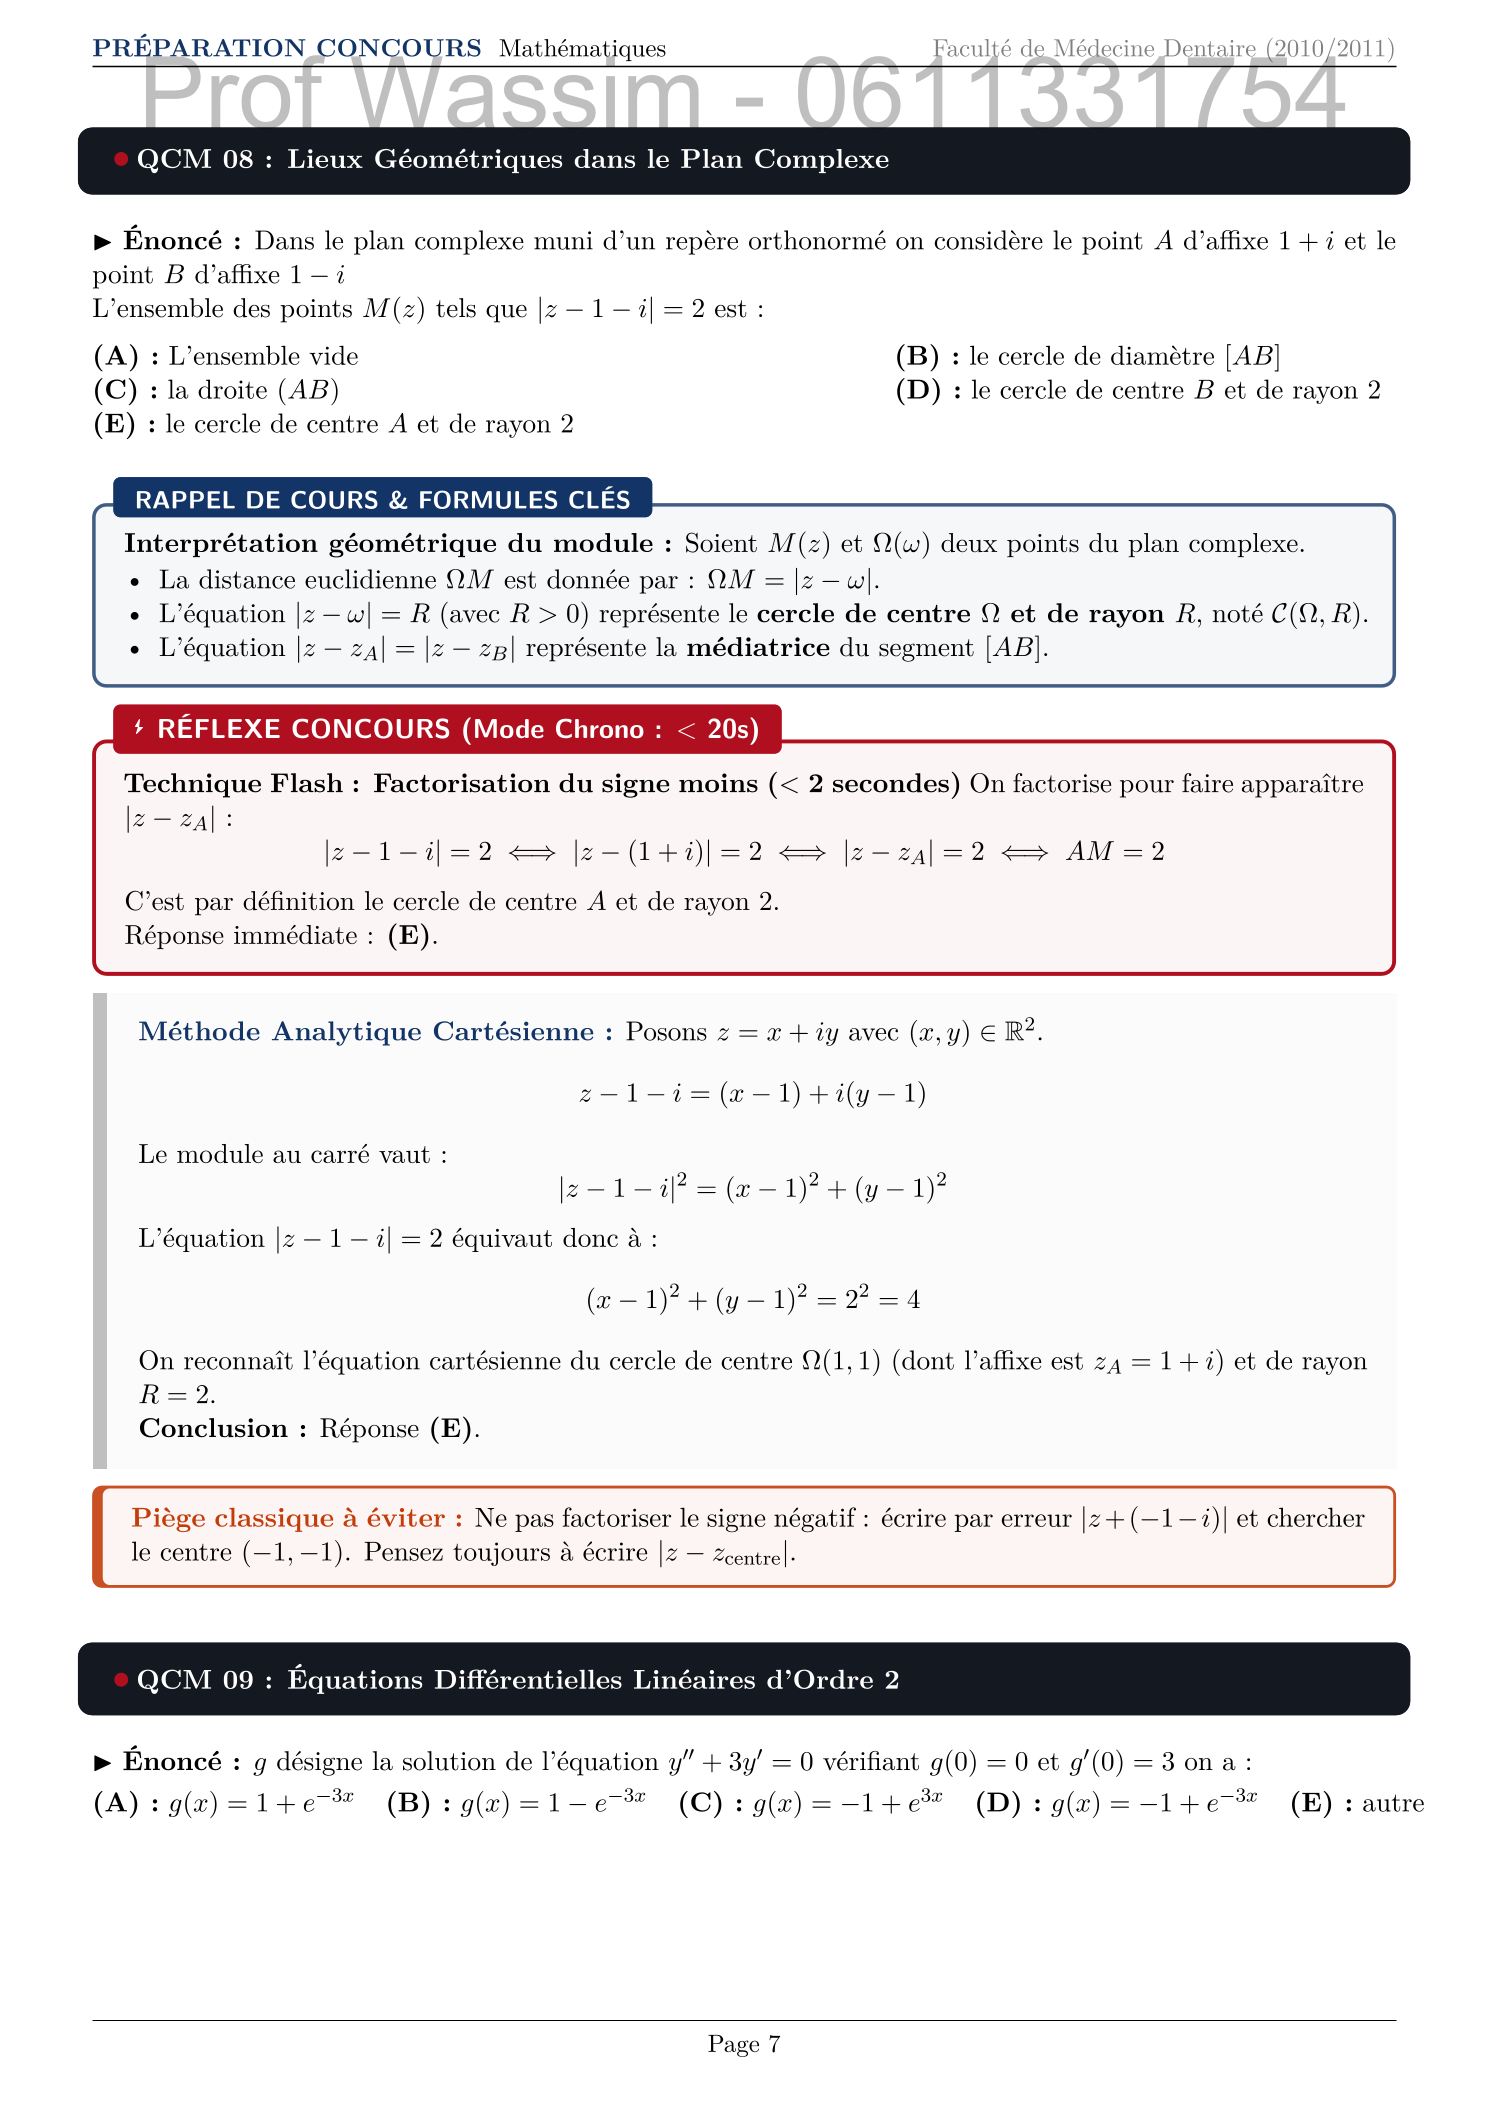 PRÉPARATION CONCOURS Mathématiques Faculté de Médecine Dentaire (2010/2011)
Prof Wassim - 0611331754
QCM 08 : Lieux Géométriques dans le Plan Complexe
▶ Énoncé : Dans le plan complexe muni d'un repère orthonormé on considère le point A d'affixe 1 + i et le
point B d'affixe 1 − i
L'ensemble des points M(z) tels que |z − 1 − i| = 2 est :
(A) : L'ensemble vide (B) : le cercle de diamètre [AB]
(C) : la droite (AB) (D) : le cercle de centre B et de rayon 2
(E) : le cercle de centre A et de rayon 2
RAPPEL DE COURS & FORMULES CLÉS
Interprétation géométrique du module : Soient M(z) et Ω(ω) deux points du plan complexe.
• La distance euclidienne ΩM est donnée par : ΩM = |z − ω|.
• L'équation |z − ω| = R (avec R > 0) représente le cercle de centre Ω et de rayon R, noté 𝒞(Ω, R).
• L'équation |z − z_A| = |z − z_B| représente la médiatrice du segment [AB].
⚡ RÉFLEXE CONCOURS (Mode Chrono : < 20s)
Technique Flash : Factorisation du signe moins (< 2 secondes) On factorise pour faire apparaître
|z − z_A| :
|z − 1 − i| = 2 ⟺ |z − (1 + i)| = 2 ⟺ |z − z_A| = 2 ⟺ AM = 2
C'est par définition le cercle de centre A et de rayon 2.
Réponse immédiate : (E).
Méthode Analytique Cartésienne : Posons z = x + iy avec (x, y) ∈ ℝ².
z − 1 − i = (x − 1) + i(y − 1)
Le module au carré vaut :
|z − 1 − i|² = (x − 1)² + (y − 1)²
L'équation |z − 1 − i| = 2 équivaut donc à :
(x − 1)² + (y − 1)² = 2² = 4
On reconnaît l'équation cartésienne du cercle de centre Ω(1, 1) (dont l'affixe est z_A = 1 + i) et de rayon
R = 2.
Conclusion : Réponse (E).
Piège classique à éviter : Ne pas factoriser le signe négatif : écrire par erreur |z + (−1 − i)| et chercher
le centre (−1, −1). Pensez toujours à écrire |z − z_centre|.
QCM 09 : Équations Différentielles Linéaires d'Ordre 2
▶ Énoncé : g désigne la solution de l'équation y′′ + 3y′ = 0 vérifiant g(0) = 0 et g′(0) = 3 on a :
(A) : g(x) = 1 + e^{−3x} (B) : g(x) = 1 − e^{−3x} (C) : g(x) = −1 + e^{3x} (D) : g(x) = −1 + e^{−3x} (E) : autre
Page 7